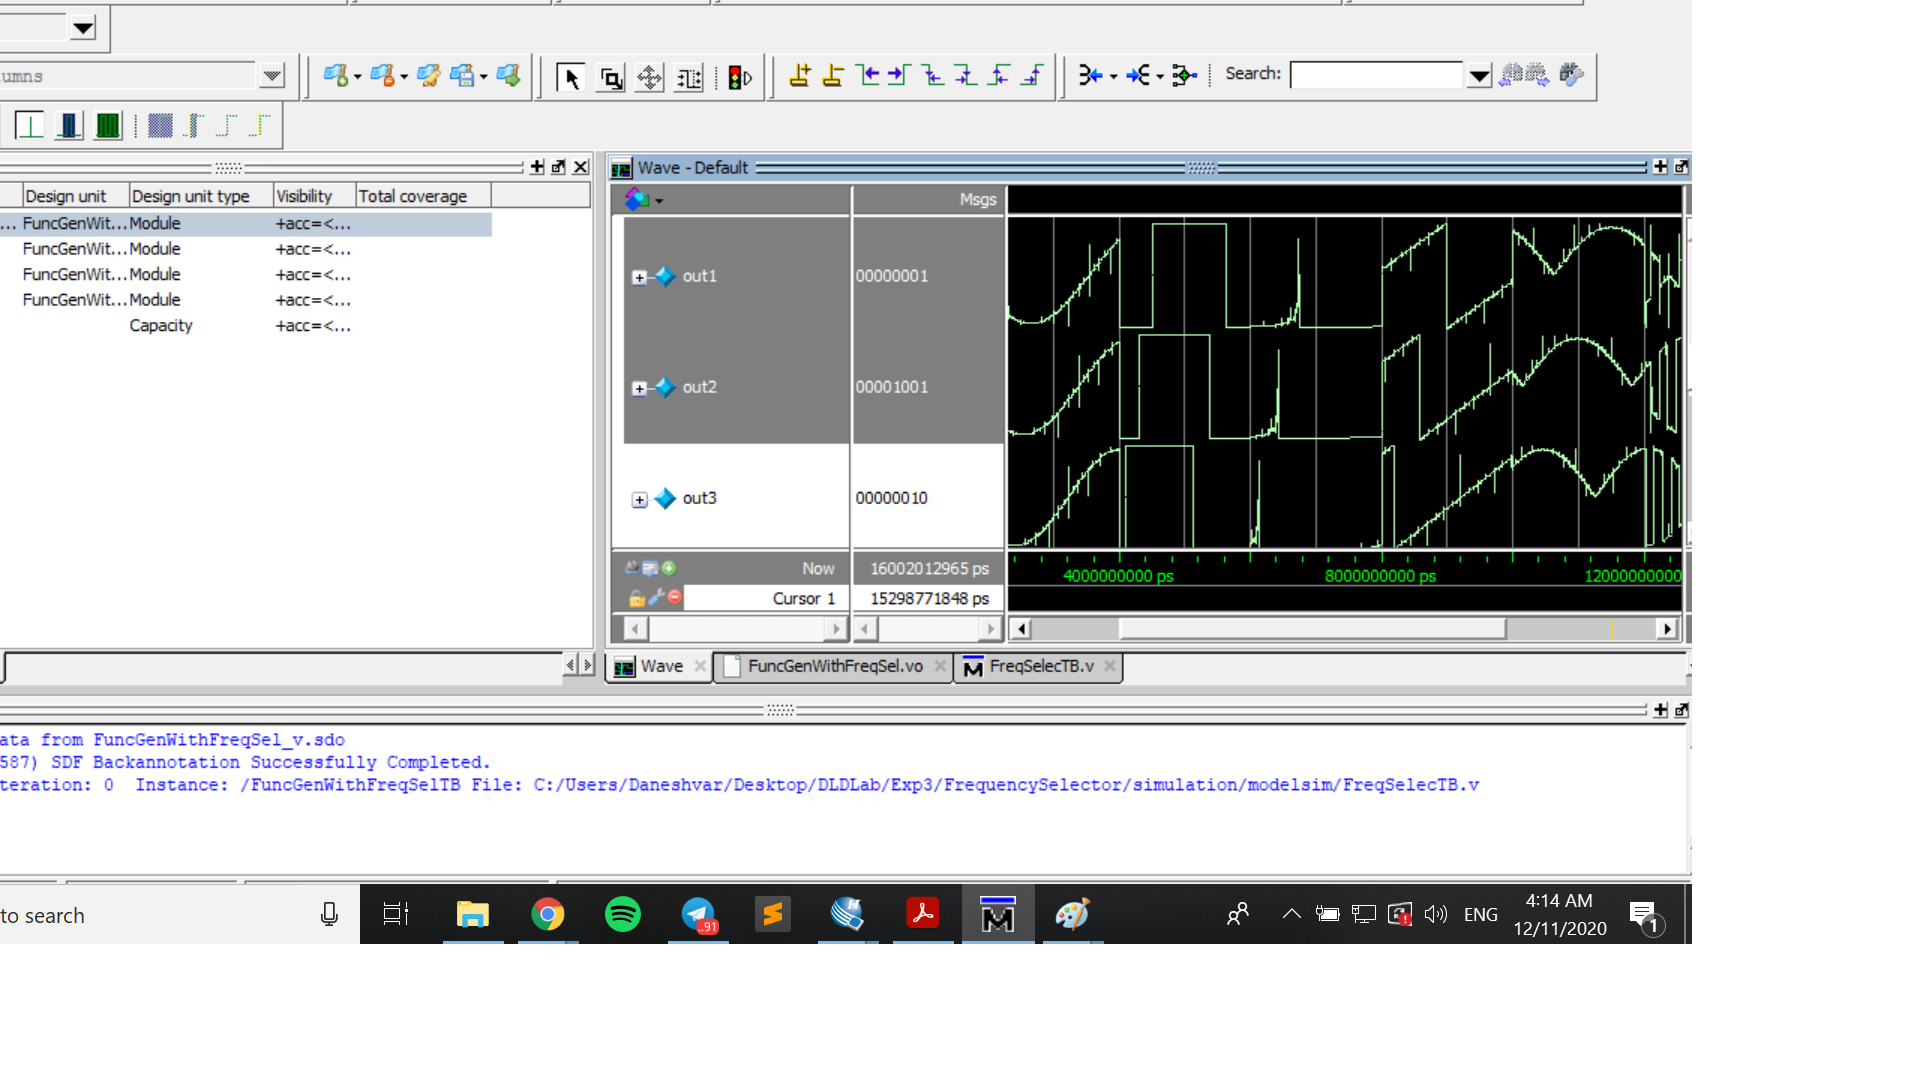 umns
Search:
Wave - Default
Design unit Design unit type Visibility Total coverage
Msgs
... FuncGenWit... Module +acc=<...
FuncGenWit... Module +acc=<...
FuncGenWit... Module +acc=<...
FuncGenWit... Module +acc=<...
Capacity +acc=<...
out1 00000001
out2 00001001
out3 00000010
Now 16002012965 ps
4000000000 ps 8000000000 ps 12000000000
Cursor 1 15298771848 ps
Wave FuncGenWithFreqSel.vo FreqSelecTB.v
ata from FuncGenWithFreqSel_v.sdo
587) SDF Backannotation Successfully Completed.
teration: 0 Instance: /FuncGenWithFreqSelTB File: C:/Users/Daneshvar/Desktop/DLDLab/Exp3/FrequencySelector/simulation/modelsim/FreqSelecTB.v
to search
..91
ENG
4:14 AM
12/11/2020
1